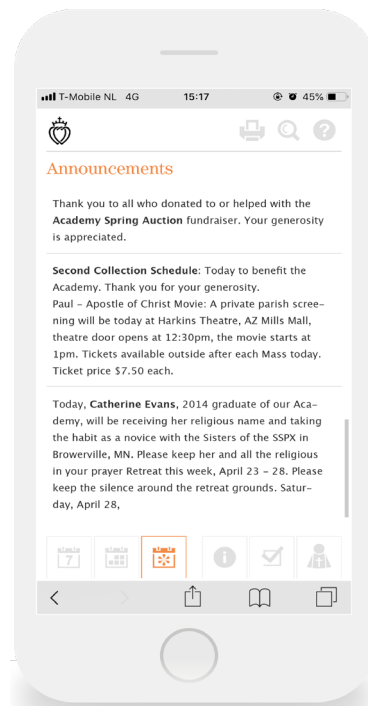 T-Mobile NL 4G 15:17 45%
?
Announcements
Thank you to all who donated to or helped with the
Academy Spring Auction fundraiser. Your generosity
is appreciated.
Second Collection Schedule: Today to benefit the
Academy. Thank you for your generosity.
Paul – Apostle of Christ Movie: A private parish scree-
ning will be today at Harkins Theatre, AZ Mills Mall,
theatre door opens at 12:30pm, the movie starts at
1pm. Tickets available outside after each Mass today.
Ticket price $7.50 each.
Today, Catherine Evans, 2014 graduate of our Aca-
demy, will be receiving her religious name and taking
the habit as a novice with the Sisters of the SSPX in
Browerville, MN. Please keep her and all the religious
in your prayer Retreat this week, April 23 – 28. Please
keep the silence around the retreat grounds. Satur-
day, April 28,
7